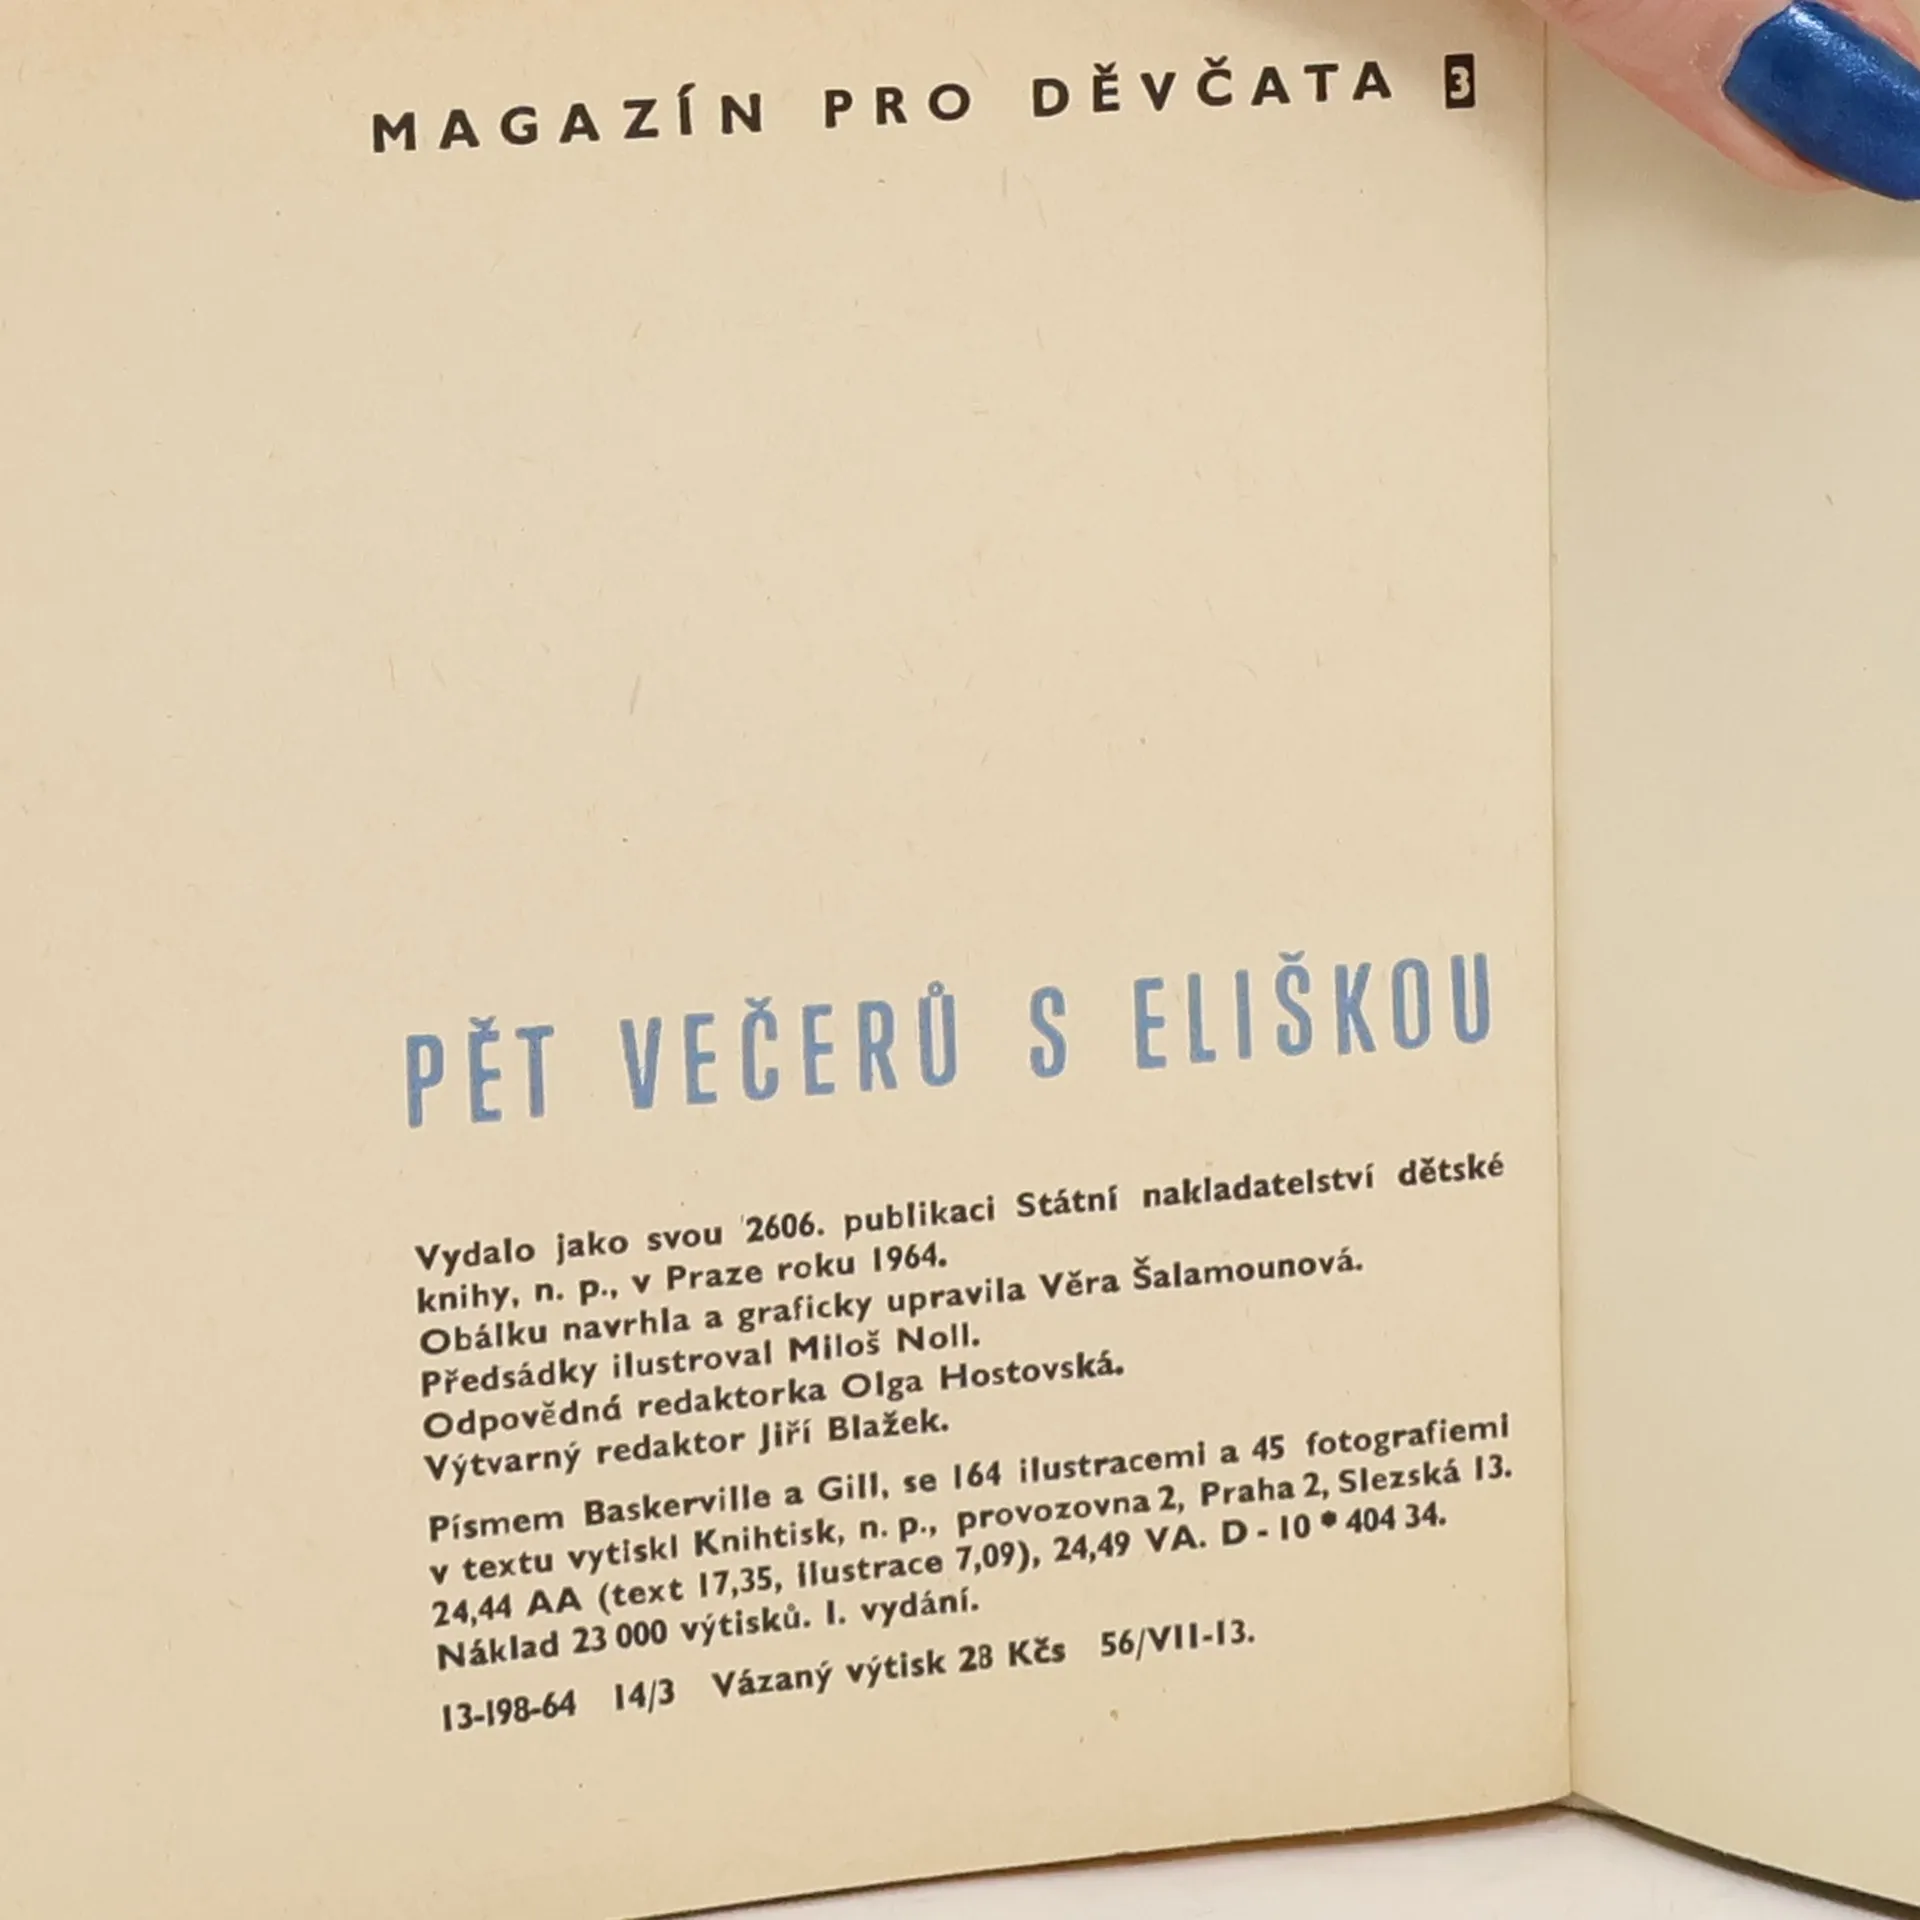 MAGAZÍN PRO DĚVČATA 3
PĚT VEČERŮ S ELIŠKOU
Vydalo jako svou 2606. publikaci Státní nakladatelství dětské
knihy, n. p., v Praze roku 1964.
Obálku navrhla a graficky upravila Věra Šalamounová.
Předsádky ilustroval Miloš Noll.
Odpovědná redaktorka Olga Hostovská.
Výtvarný redaktor Jiří Blažek.
Písmem Baskerville a Gill, se 164 ilustracemi a 45 fotografiemi
v textu vytiskl Knihtisk, n. p., provozovna 2, Praha 2, Slezská 13.
24,44 AA (text 17,35, ilustrace 7,09), 24,49 VA. D - 10 * 404 34.
Náklad 23 000 výtisků. I. vydání.
13-198-64 14/3 Vázaný výtisk 28 Kčs 56/VII-13.